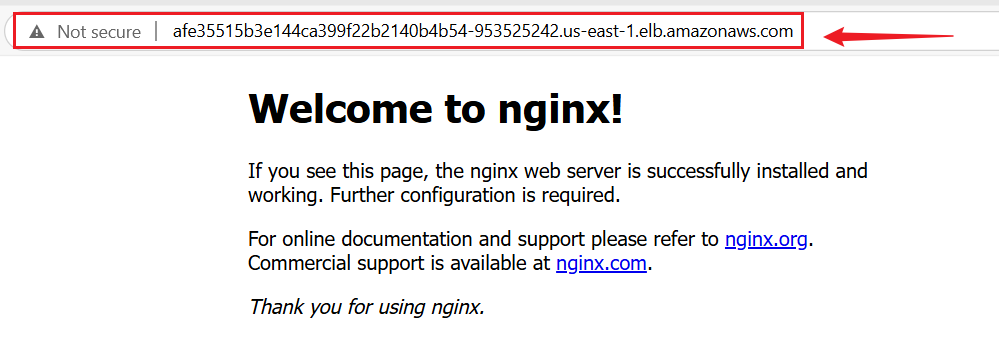 Not secure | afe35515b3e144ca399f22b2140b4b54-953525242.us-east-1.elb.amazonaws.com
Welcome to nginx!
If you see this page, the nginx web server is successfully installed and
working. Further configuration is required.
For online documentation and support please refer to nginx.org.
Commercial support is available at nginx.com.
Thank you for using nginx.